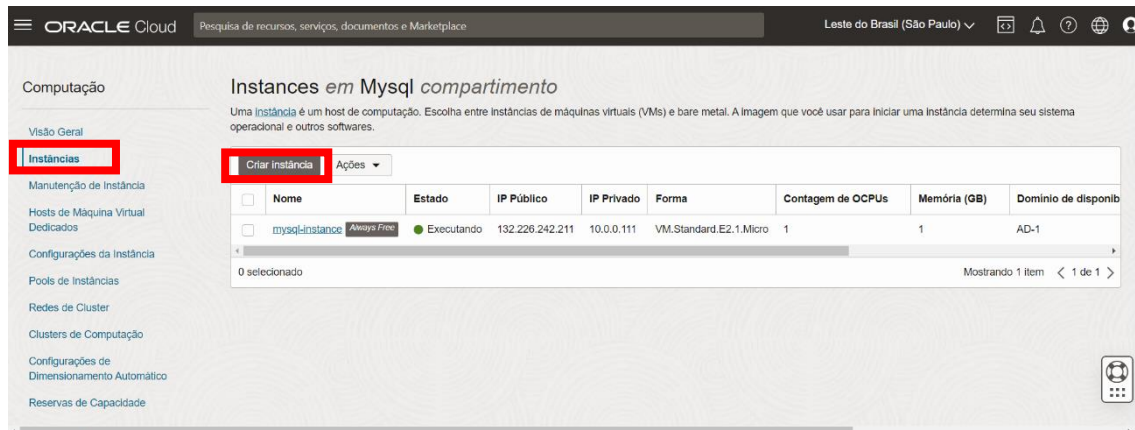 ORACLE Cloud
Pesquisa de recursos, serviços, documentos e Marketplace
Leste do Brasil (São Paulo)
Computação
Visão Geral
Instâncias
Manutenção de Instância
Hosts de Máquina Virtual
Dedicados
Configurações da Instância
Pools de Instâncias
Redes de Cluster
Clusters de Computação
Configurações de
Dimensionamento Automático
Reservas de Capacidade
Instances em Mysql compartimento
Uma instância é um host de computação. Escolha entre instâncias de máquinas virtuais (VMs) e bare metal. A imagem que você usar para iniciar uma instância determina seu sistema
operacional e outros softwares.
Criar instância Ações
Nome Estado IP Público IP Privado Forma Contagem de OCPUs Memória (GB) Domínio de disponib
mysql-instance Always Free Executando 132.226.242.211 10.0.0.111 VM.Standard.E2.1.Micro 1 1 AD-1
0 selecionado Mostrando 1 item < 1 de 1 >